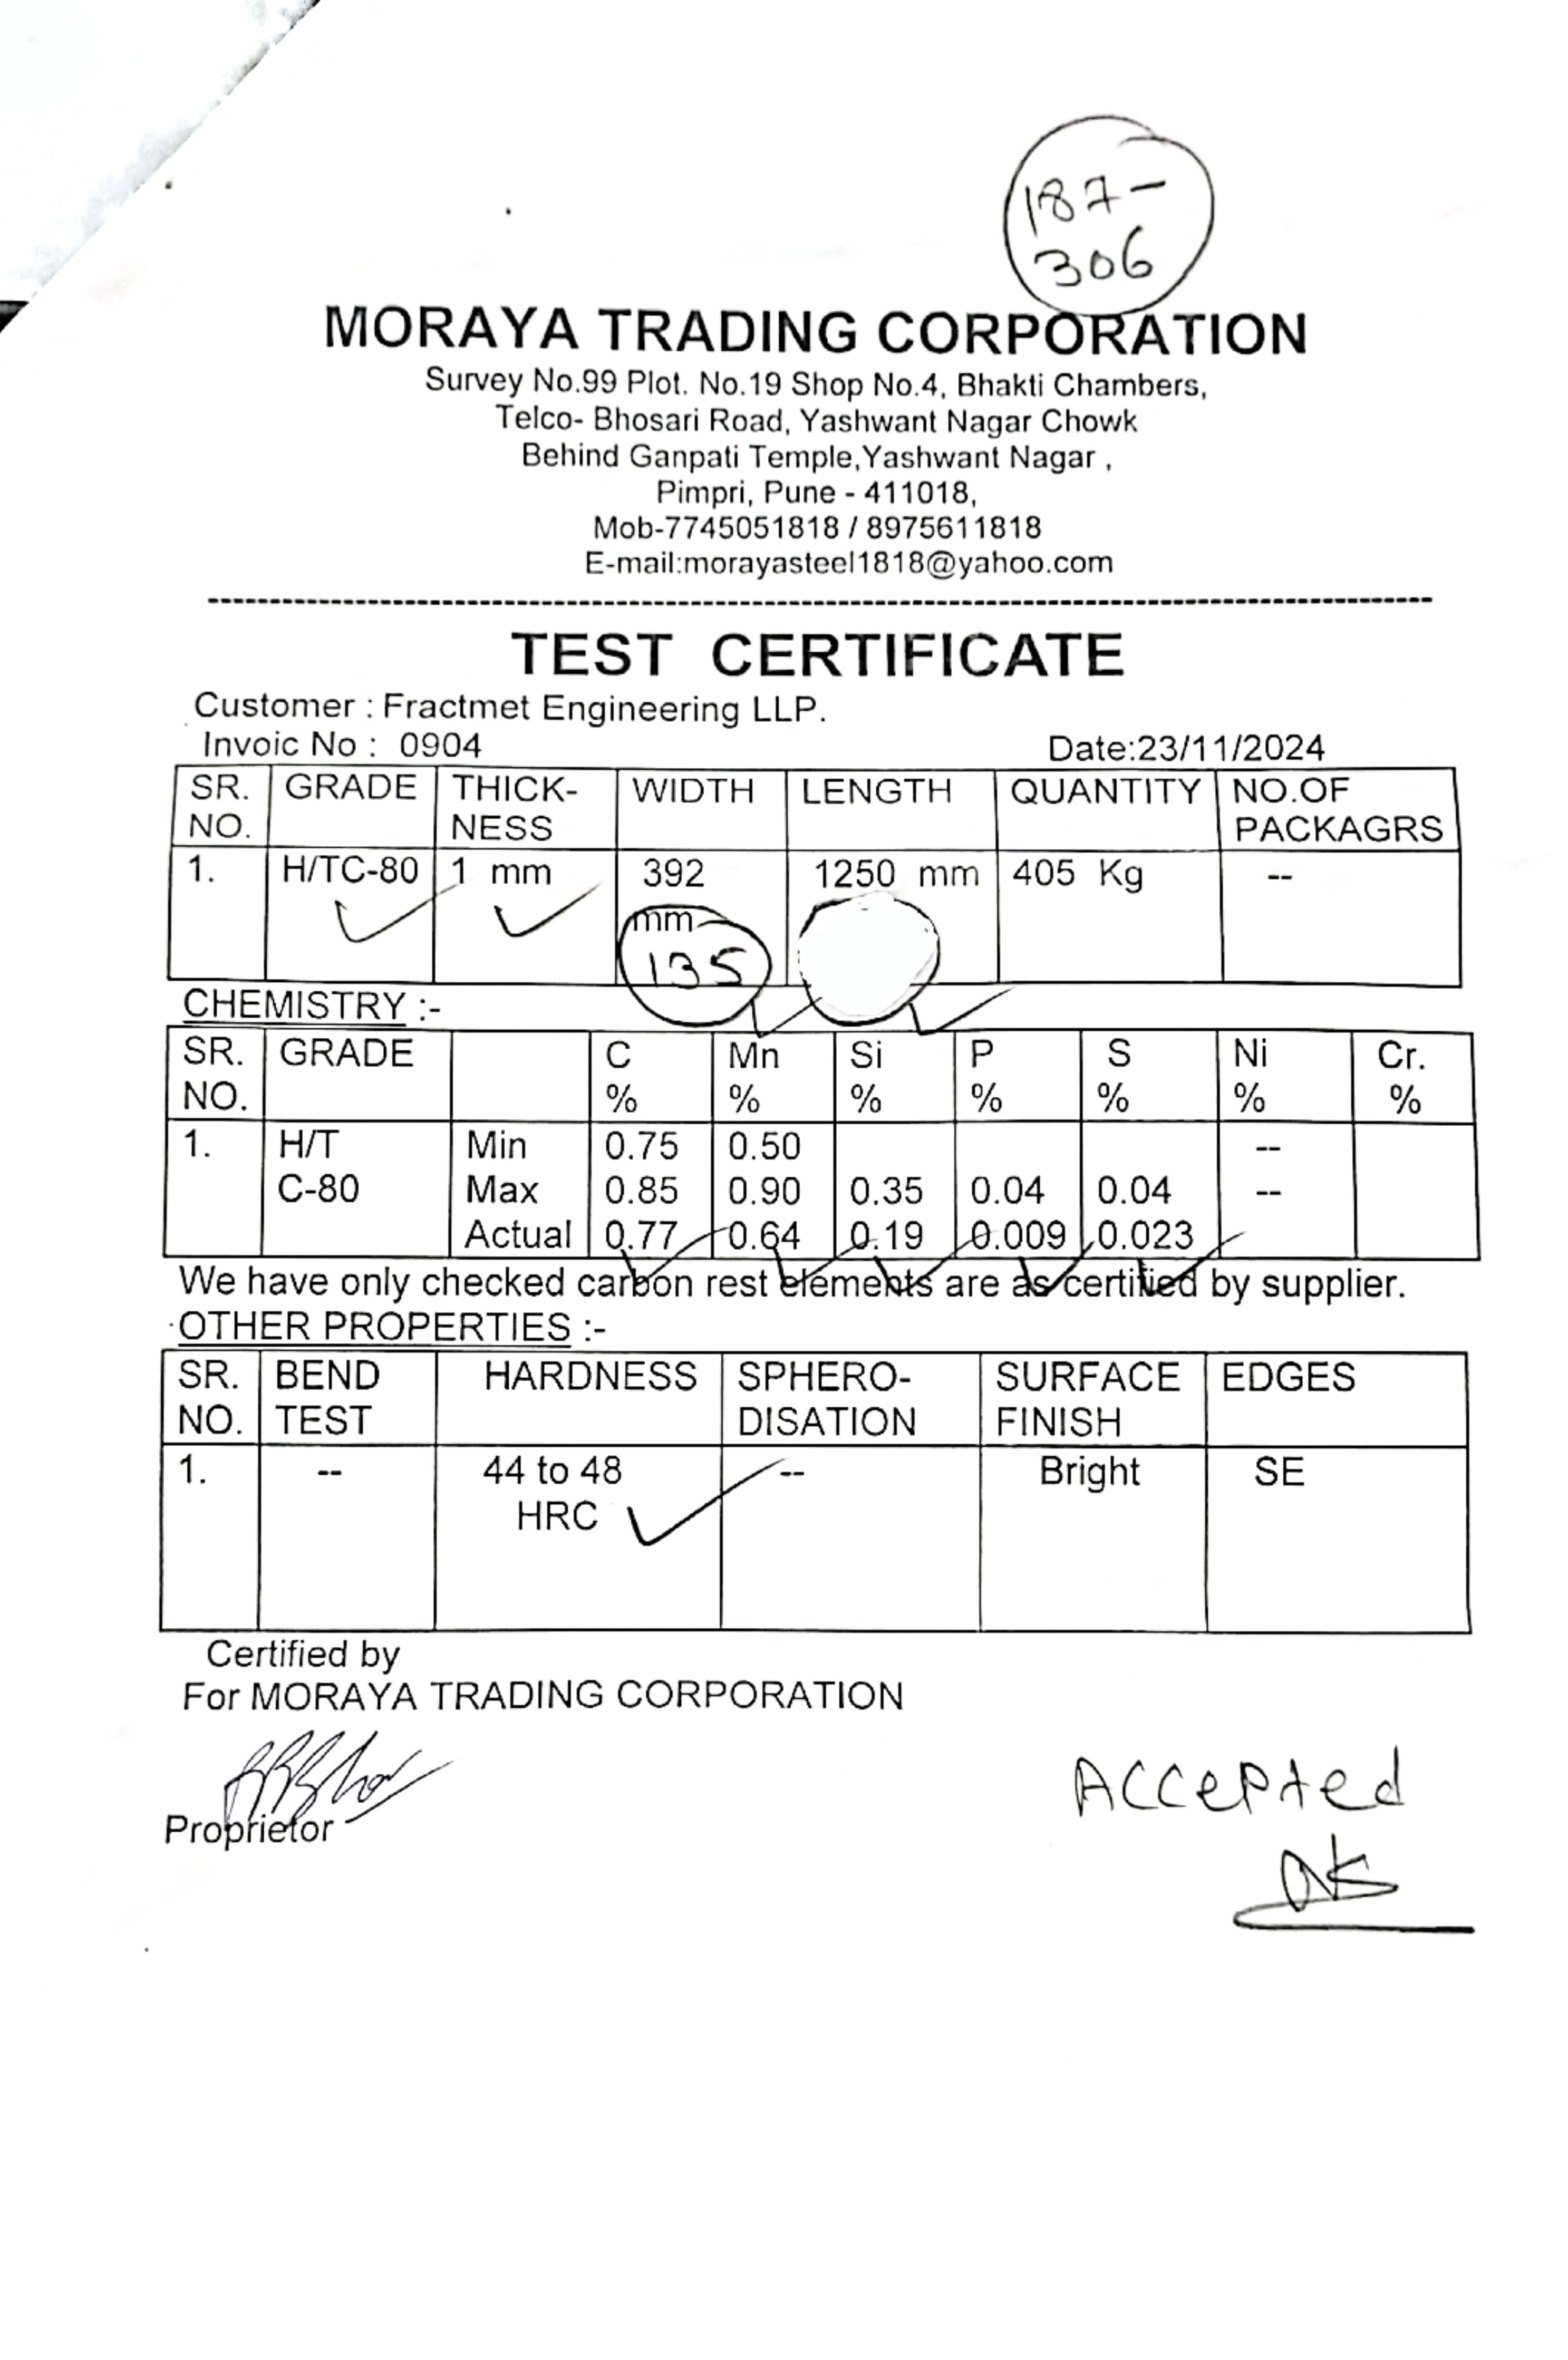 187-
306
MORAYA TRADING CORPORATION
Survey No.99 Plot. No.19 Shop No.4, Bhakti Chambers,
Telco- Bhosari Road, Yashwant Nagar Chowk
Behind Ganpati Temple,Yashwant Nagar ,
Pimpri, Pune - 411018,
Mob-7745051818 / 8975611818
E-mail:morayasteel1818@yahoo.com
TEST CERTIFICATE
Customer : Fractmet Engineering LLP.
Invoic No : 0904 Date:23/11/2024
SR. GRADE THICK- WIDTH LENGTH QUANTITY NO.OF
NO. NESS PACKAGRS
1. H/TC-80 1 mm 392 1250 mm 405 Kg --
mm
135
CHEMISTRY :-
SR. GRADE C Mn Si P S Ni Cr.
NO. % % % % % % %
1. H/T Min 0.75 0.50 --
C-80 Max 0.85 0.90 0.35 0.04 0.04 --
Actual 0.77 0.64 0.19 0.009 0.023
We have only checked carbon rest elements are as certified by supplier.
OTHER PROPERTIES :-
SR. BEND HARDNESS SPHERO- SURFACE EDGES
NO. TEST DISATION FINISH
1. -- 44 to 48 -- Bright SE
HRC
Certified by
For MORAYA TRADING CORPORATION
Proprietor
Accepted